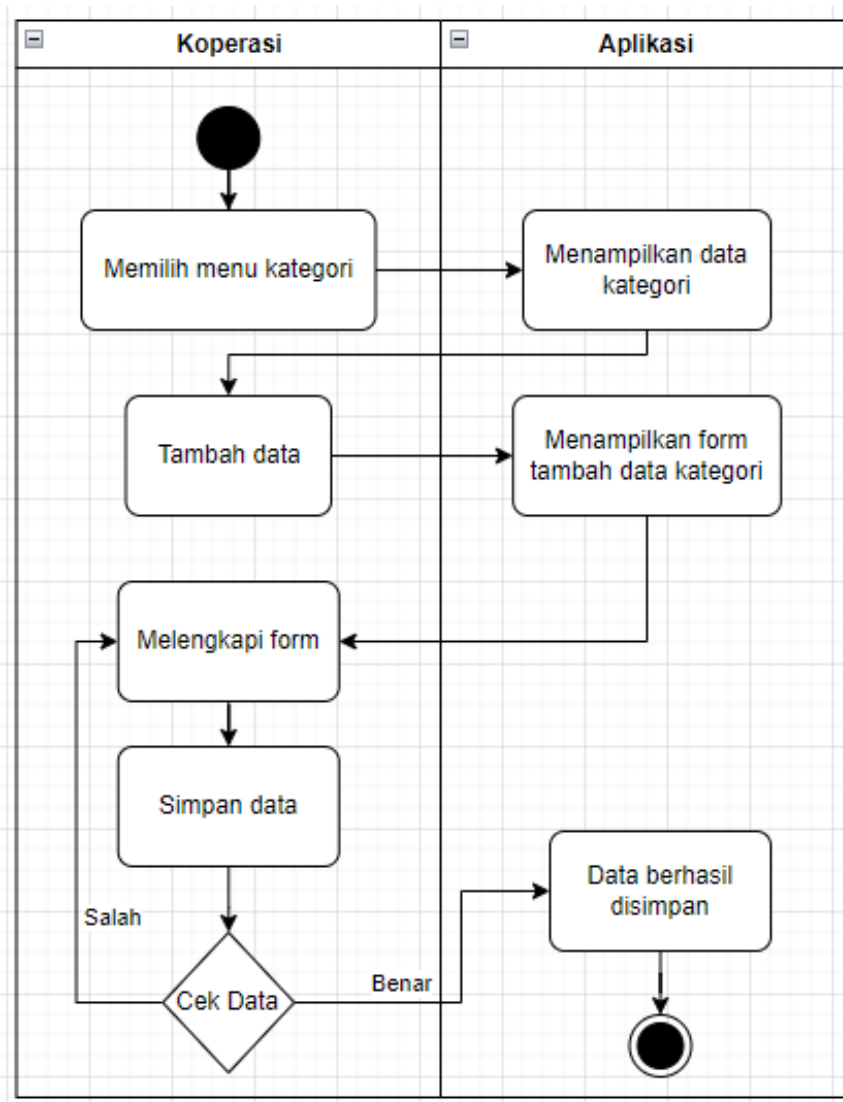 Koperasi
Aplikasi
Memilih menu kategori
Menampilkan data
kategori
Tambah data
Menampilkan form
tambah data kategori
Melengkapi form
Simpan data
Data berhasil
disimpan
Salah
Benar
Cek Data